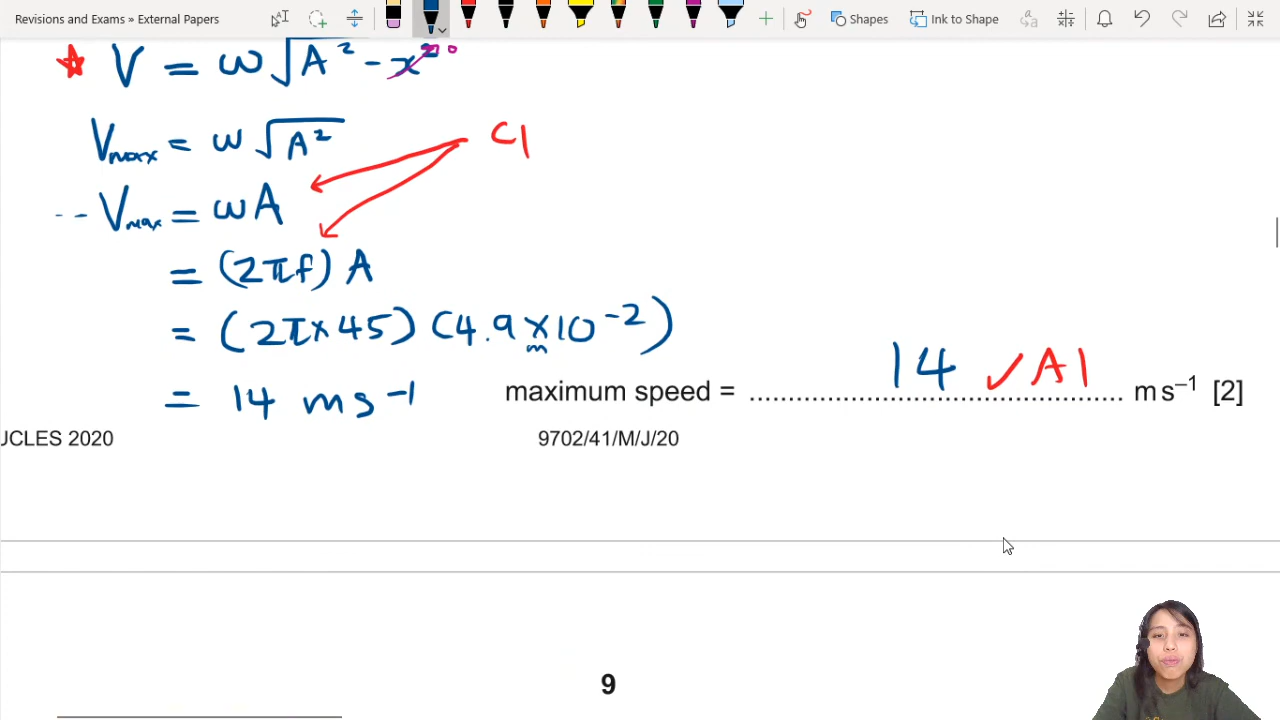 Revisions and Exams » External Papers
Shapes
Ink to Shape
V = ω√A² - x² 0
Vmax = ω√A²
C1
-- Vmax = ωA
= (2πf) A
= (2π×45) (4.9×10⁻²)
m
= 14 ms⁻¹
maximum speed = 14 ✓ A1 ms⁻¹ [2]
JCLES 2020
9702/41/M/J/20
9